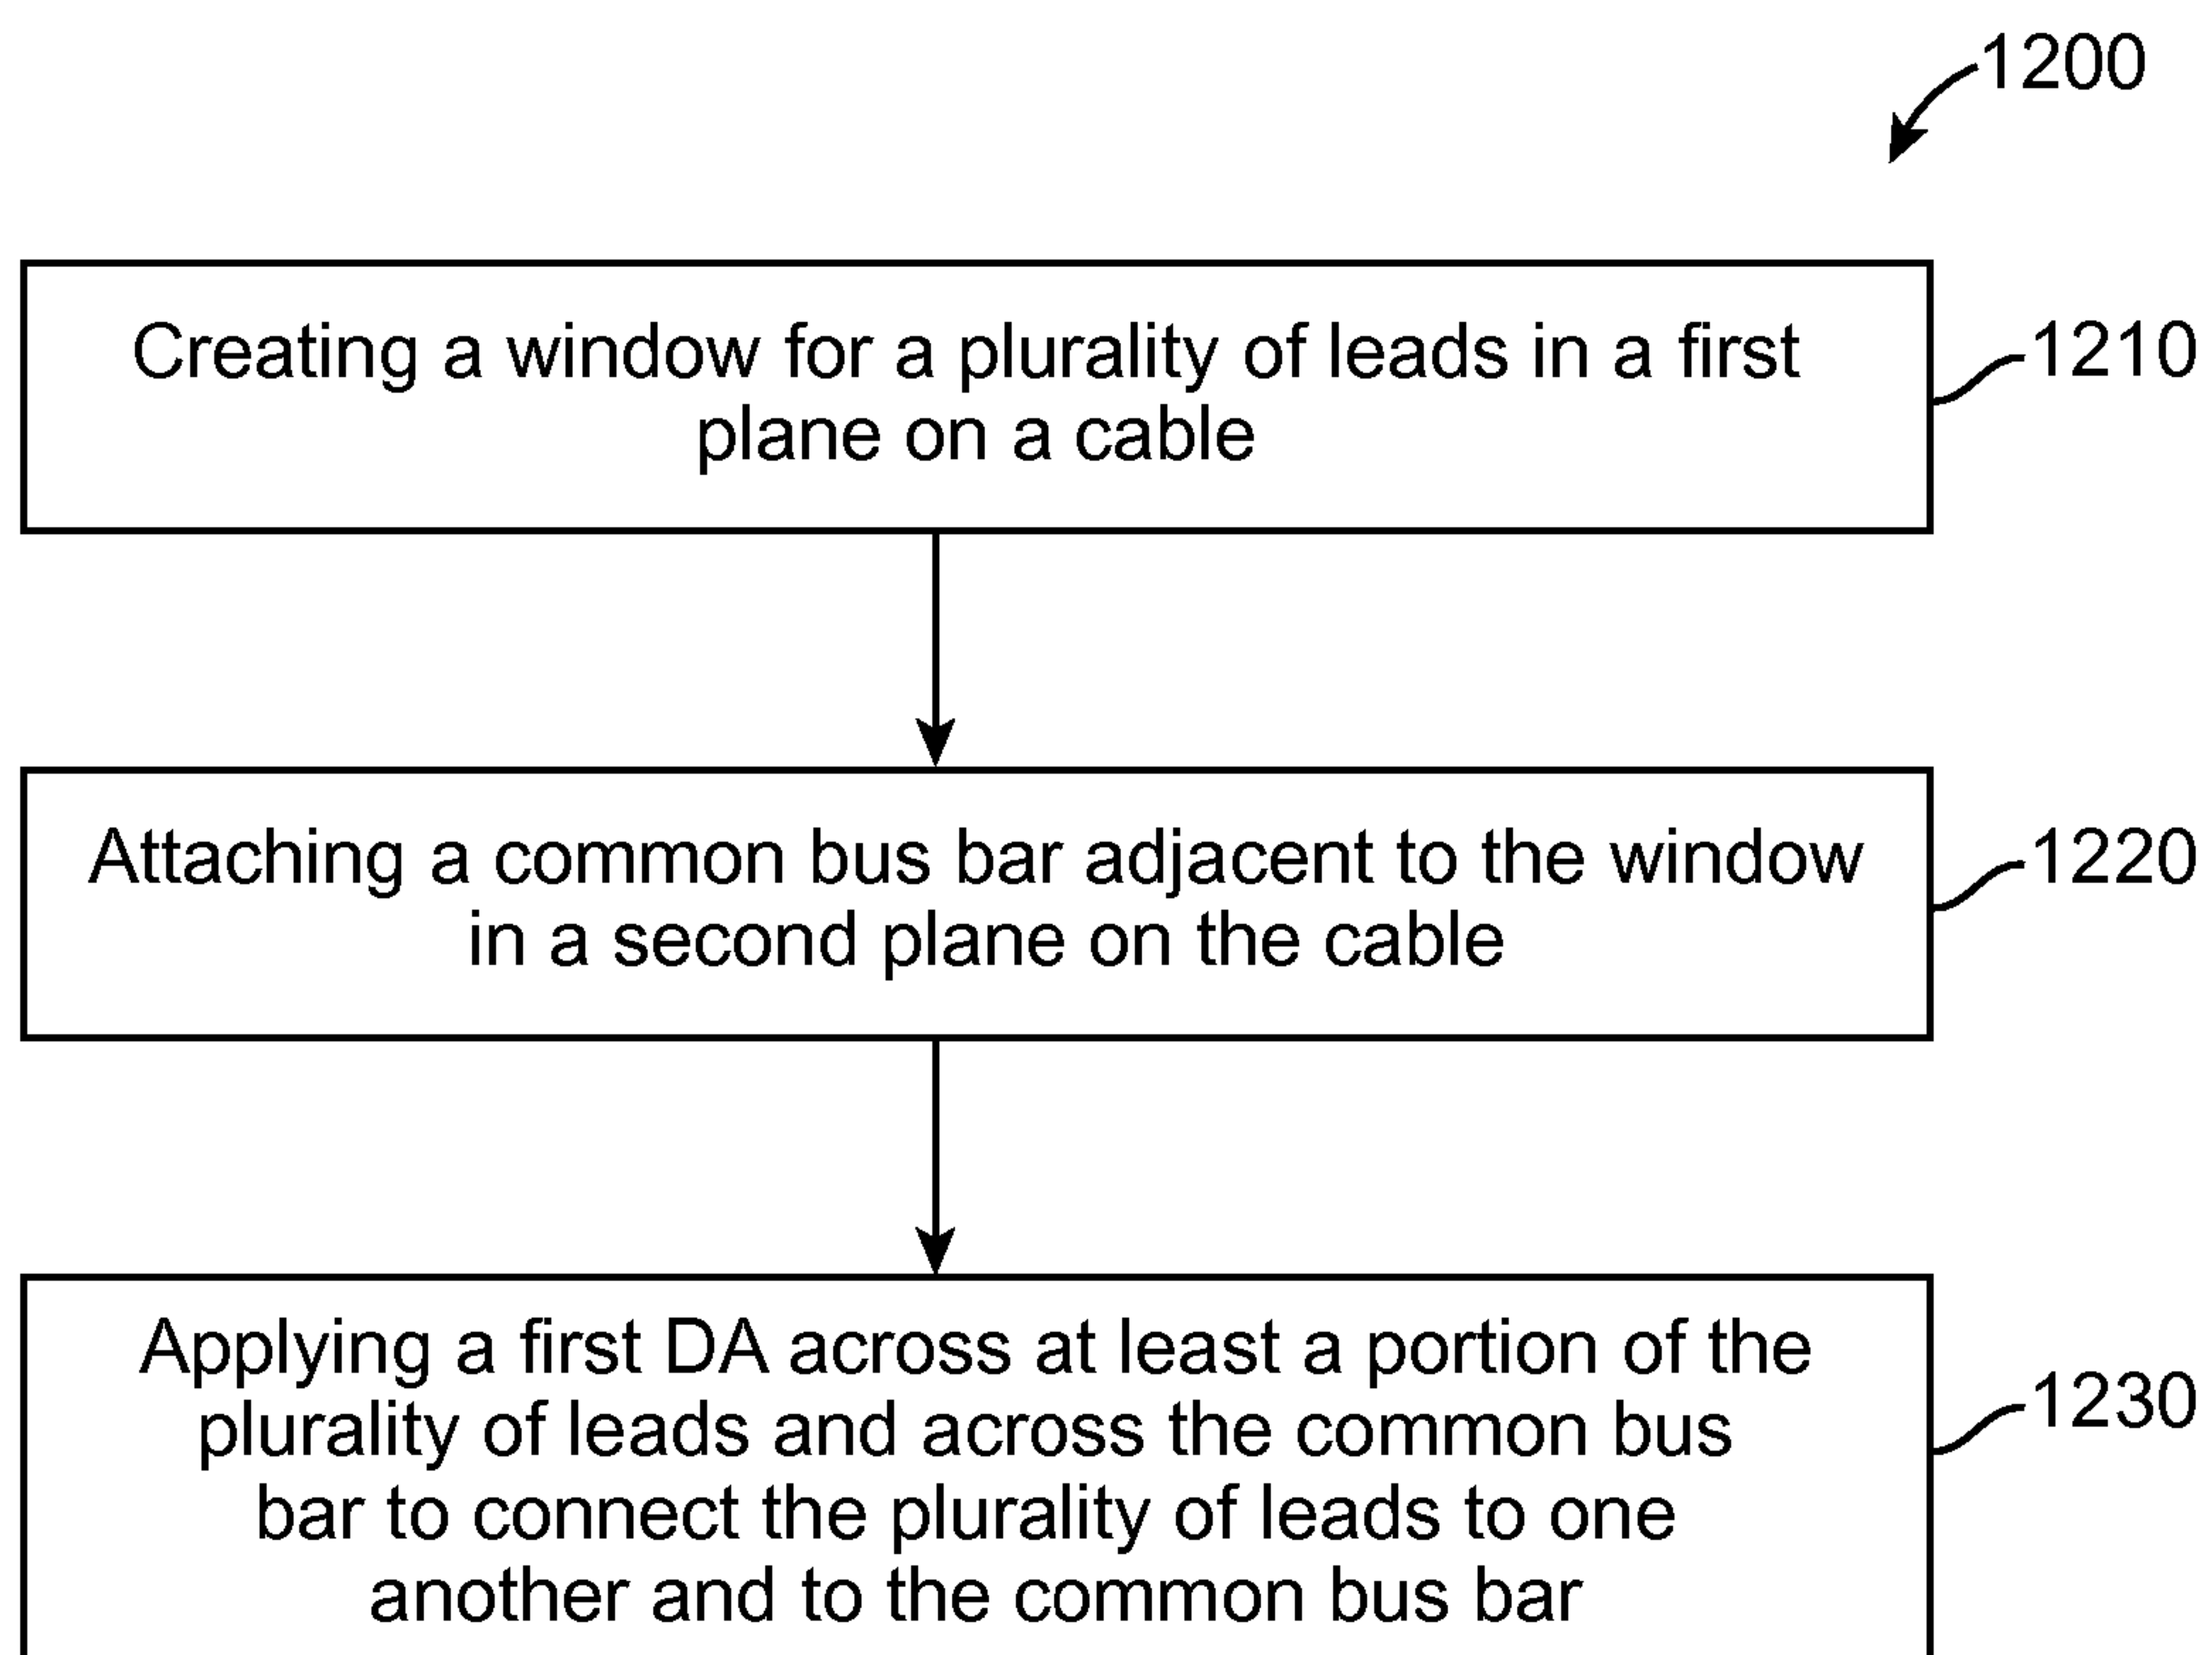 1200
Creating a window for a plurality of leads in a first
plane on a cable
1210
Attaching a common bus bar adjacent to the window
in a second plane on the cable
1220
Applying a first DA across at least a portion of the
plurality of leads and across the common bus
bar to connect the plurality of leads to one
another and to the common bus bar
1230